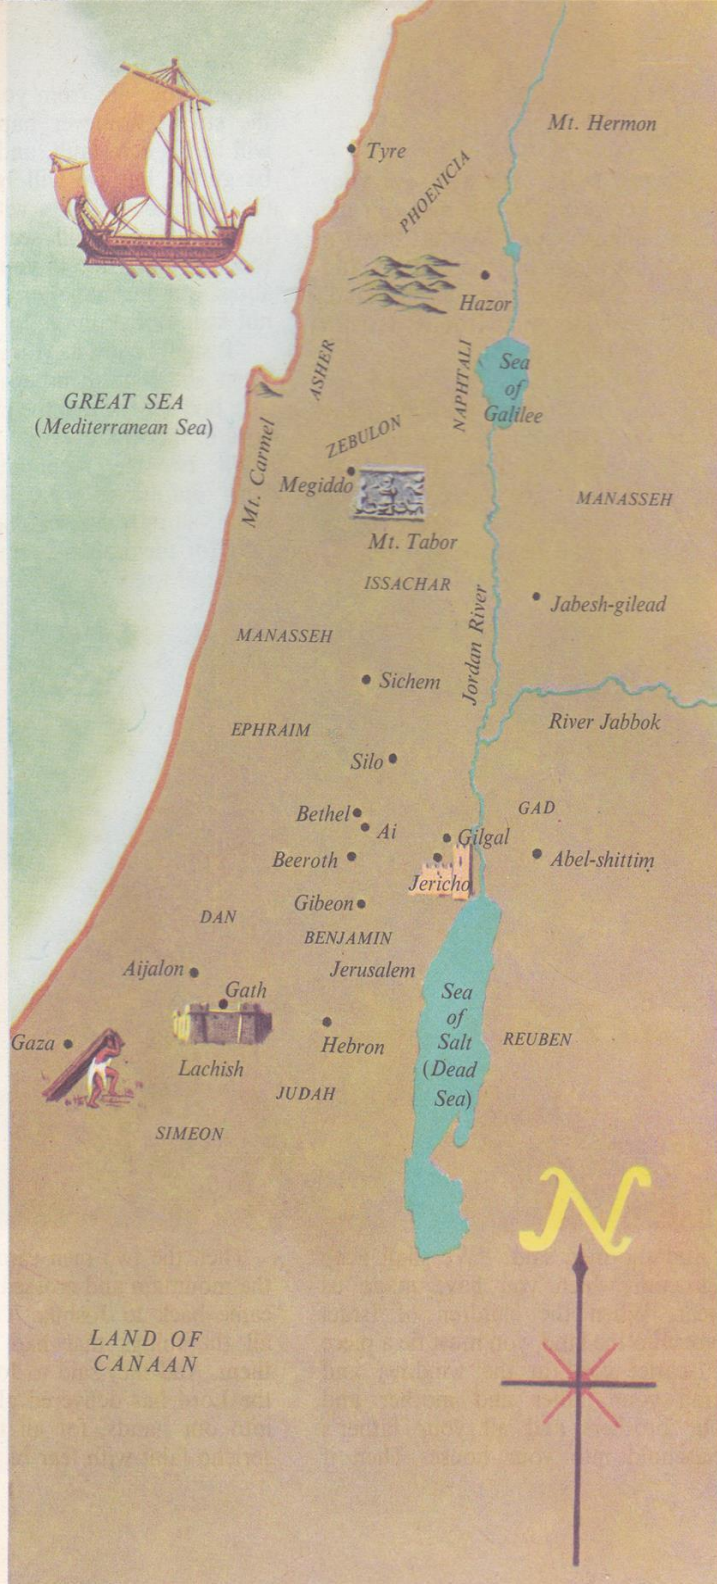 Mt. Hermon
Tyre
PHOENICIA
Hazor
ASHER
NAPHTALI
Sea
of
Galilee
GREAT SEA
(Mediterranean Sea)
Mt. Carmel
ZEBULON
Megiddo
MANASSEH
Mt. Tabor
ISSACHAR
Jabesh-gilead
Jordan River
MANASSEH
Sichem
River Jabbok
EPHRAIM
Silo
GAD
Bethel
Ai
Gilgal
Beeroth
Abel-shittim
Jericho
Gibeon
DAN
BENJAMIN
Aijalon
Jerusalem
Gath
Sea
of
Salt
(Dead
Sea)
Gaza
Hebron
REUBEN
Lachish
JUDAH
SIMEON
N
LAND OF
CANAAN